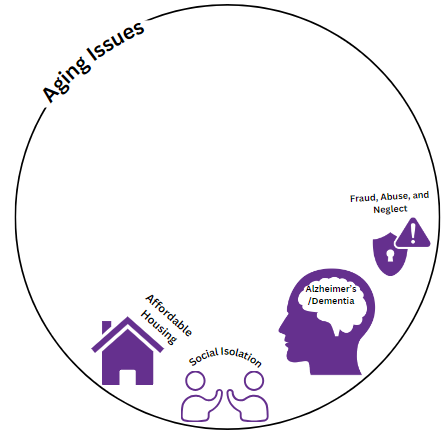 Aging Issues
Fraud, Abuse, and
Neglect
Alzheimer's
/Dementia
Affordable
Housing
Social Isolation